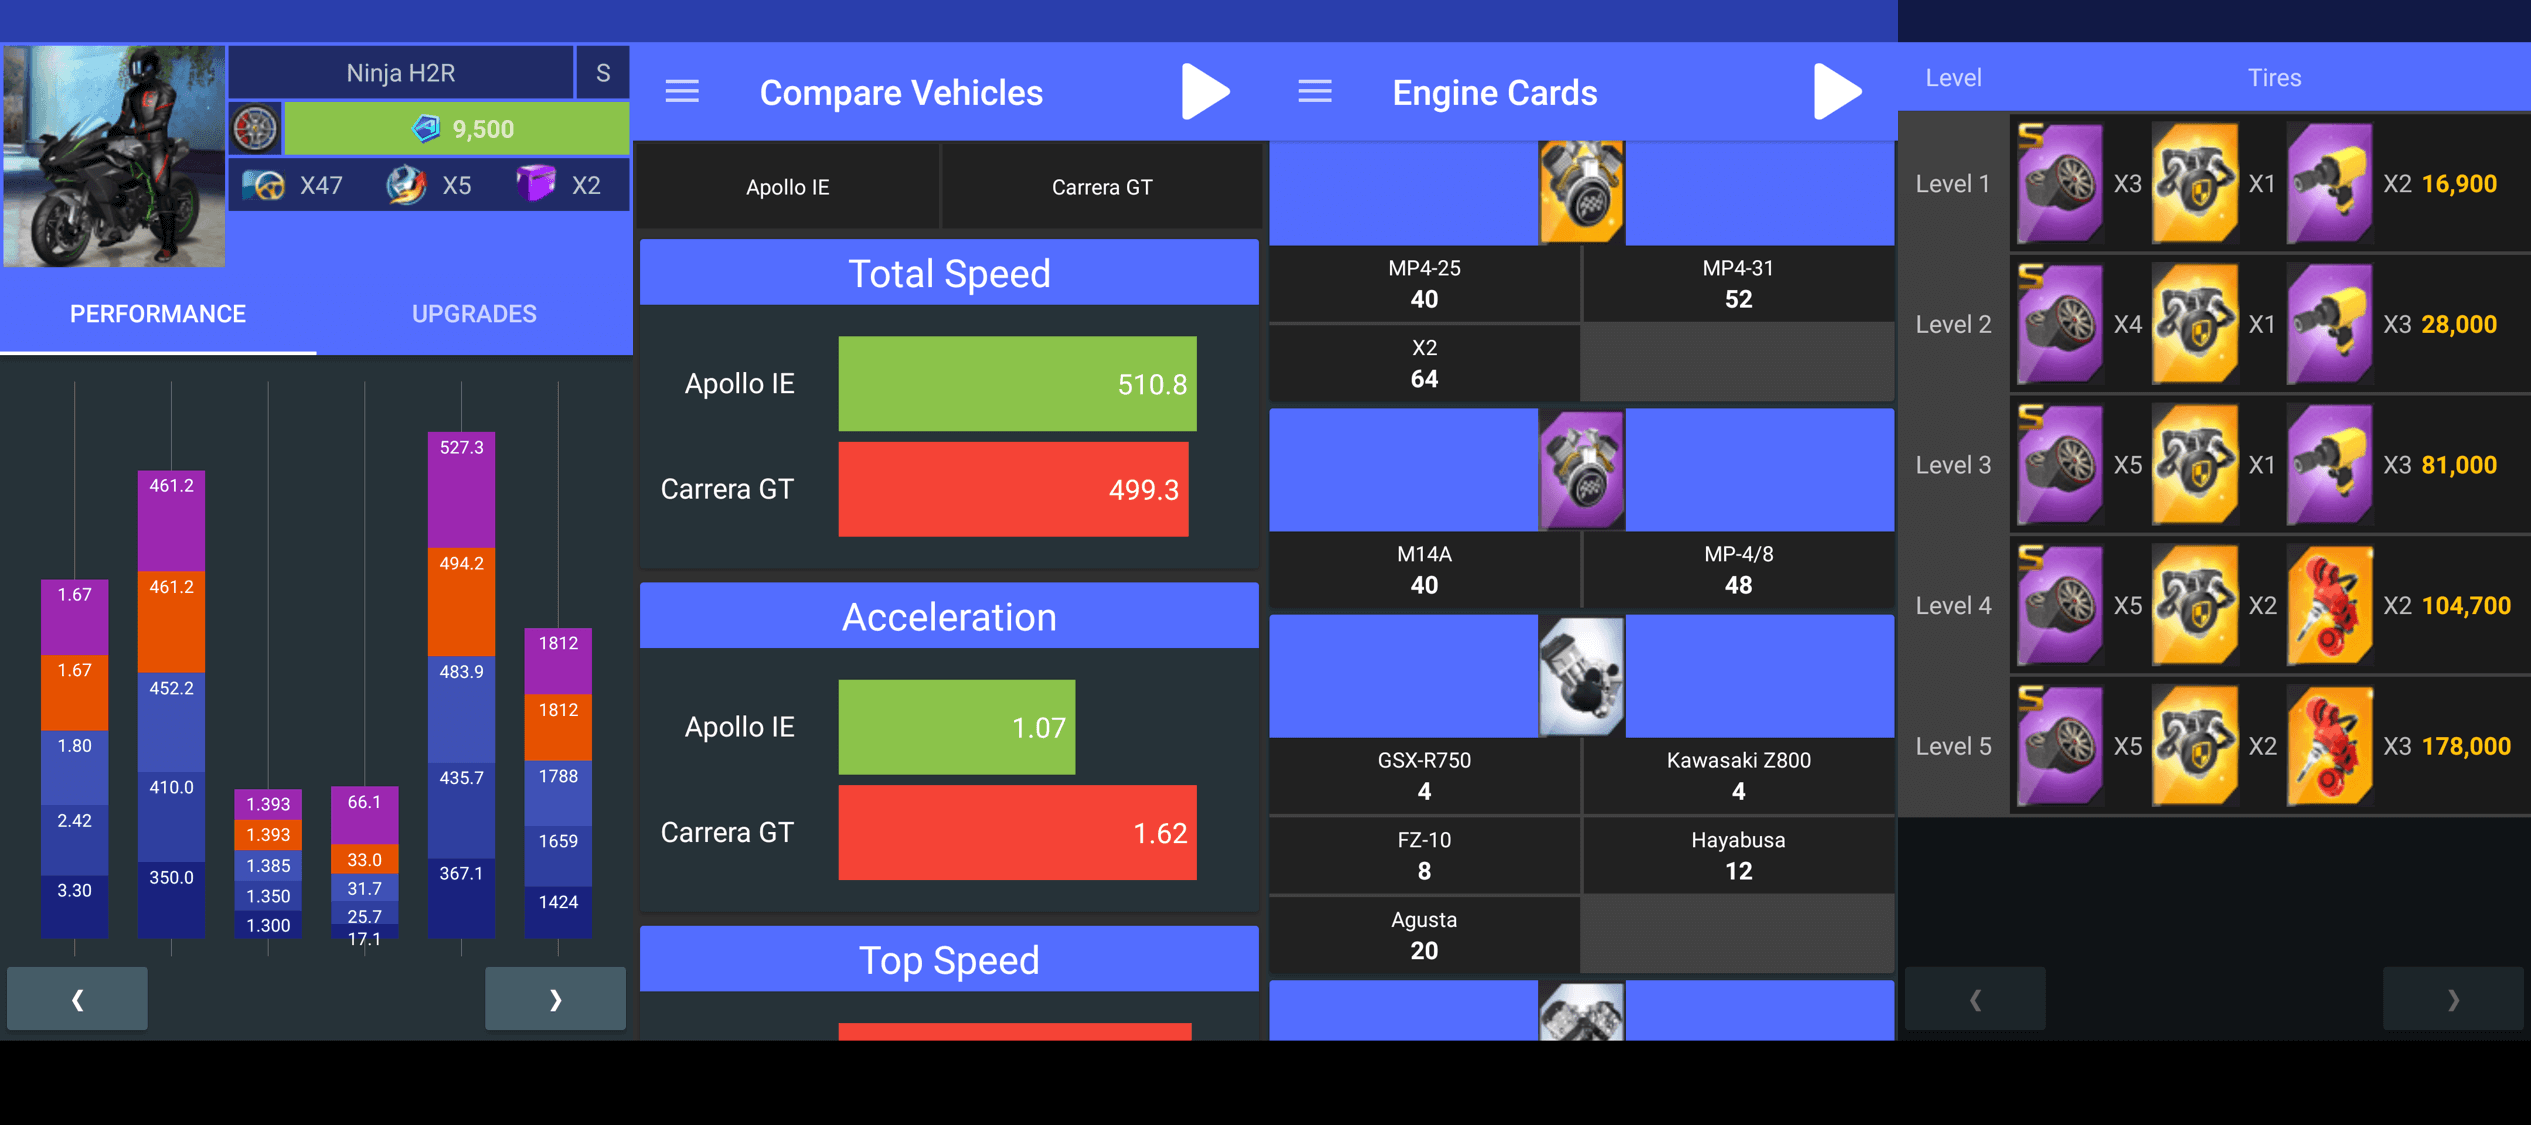 Ninja H2R
S
9,500
X47
X5
X2
PERFORMANCE
UPGRADES
1.67
1.67
1.80
2.42
3.30
461.2
461.2
452.2
410.0
350.0
1.393
1.393
1.385
1.350
1.300
66.1
33.0
31.7
25.7
17.1
527.3
494.2
483.9
435.7
367.1
1812
1812
1788
1659
1424
Compare Vehicles
Apollo IE
Carrera GT
Total Speed
Apollo IE
510.8
Carrera GT
499.3
Acceleration
Apollo IE
1.07
Carrera GT
1.62
Top Speed
Engine Cards
MP4-25
40
MP4-31
52
X2
64
M14A
40
MP-4/8
48
GSX-R750
4
Kawasaki Z800
4
FZ-10
8
Hayabusa
12
Agusta
20
Level
Tires
Level 1
S
X3
X1
X2
16,900
Level 2
S
X4
X1
X3
28,000
Level 3
S
X5
X1
X3
81,000
Level 4
S
X5
X2
X2
104,700
Level 5
S
X5
X2
X3
178,000